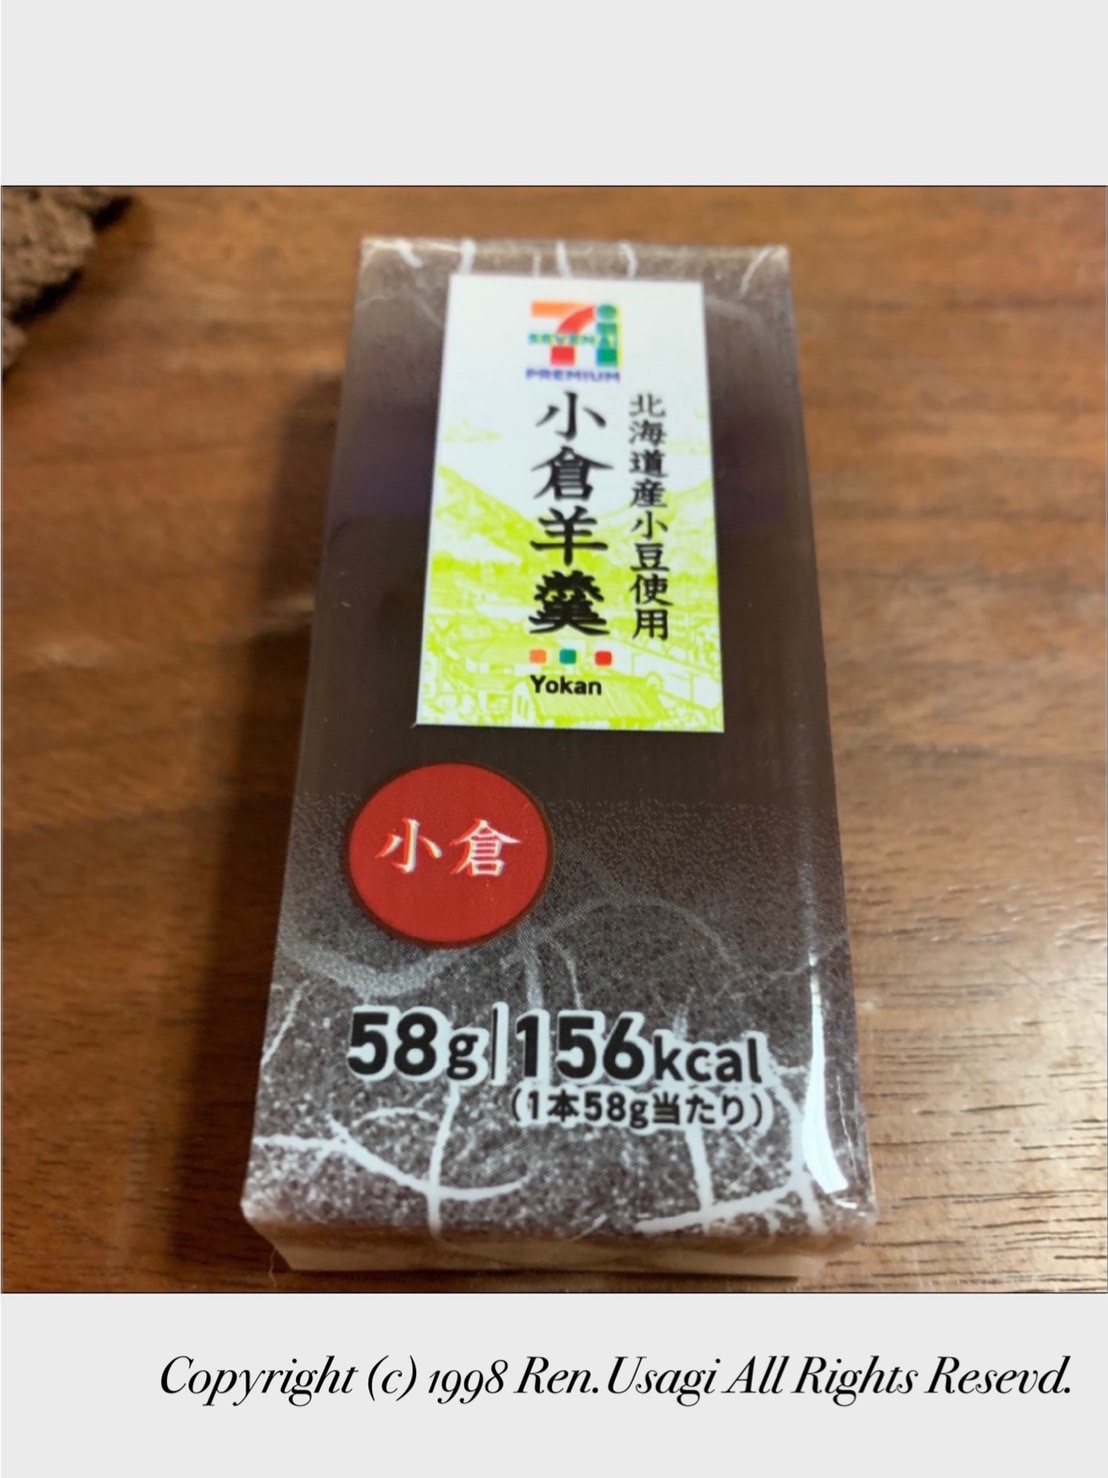 SEVEN&i
PREMIUM
北海道産小豆使用
小倉羊羹
Yokan
小倉
58g|156kcal
(1本58g当たり)
Copyright (c) 1998 Ren.Usagi All Rights Resevd.